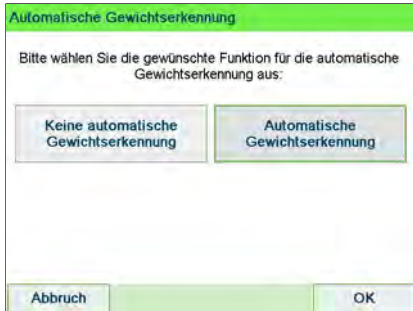 Automatische Gewichtserkennung
Bitte wählen Sie die gewünschte Funktion für die automatische
Gewichtserkennung aus:
Keine automatische
Gewichtserkennung
Automatische
Gewichtserkennung
Abbruch
OK